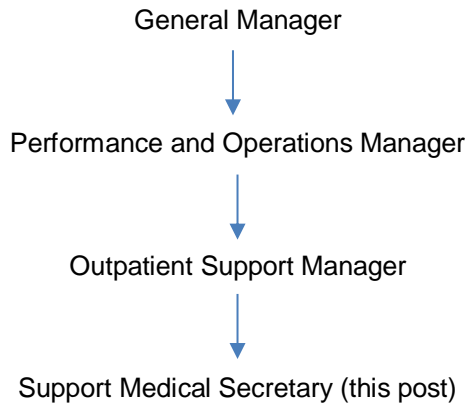 General Manager
Performance and Operations Manager
Outpatient Support Manager
Support Medical Secretary (this post)